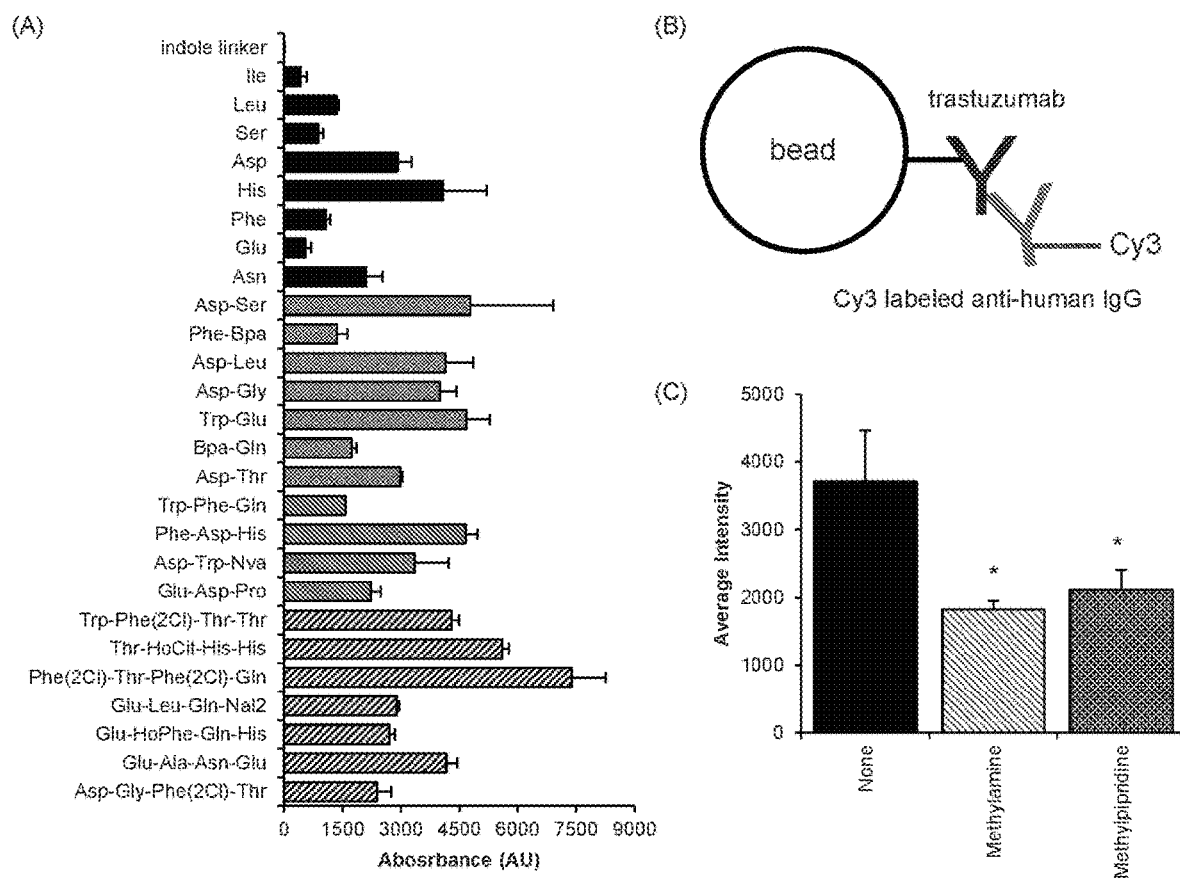 (A)
indole linker
Ile
Leu
Ser
Asp
His
Phe
Glu
Asn
Asp-Ser
Phe-Bpa
Asp-Leu
Asp-Gly
Trp-Glu
Bpa-Gln
Asp-Thr
Trp-Phe-Gln
Phe-Asp-His
Asp-Trp-Nva
Glu-Asp-Pro
Trp-Phe(2Cl)-Thr-Thr
Thr-HoCit-His-His
Phe(2Cl)-Thr-Phe(2Cl)-Gln
Glu-Leu-Gln-Nal2
Glu-HoPhe-Gln-His
Glu-Ala-Asn-Glu
Asp-Gly-Phe(2Cl)-Thr
0 1500 3000 4500 6000 7500 9000
Abosrbance (AU)
(B)
bead
trastuzumab
Cy3
Cy3 labeled anti-human IgG
(C)
Average Intensity
5000
4000
3000
2000
1000
0
* *
None
Methylamine
Methylpipridine